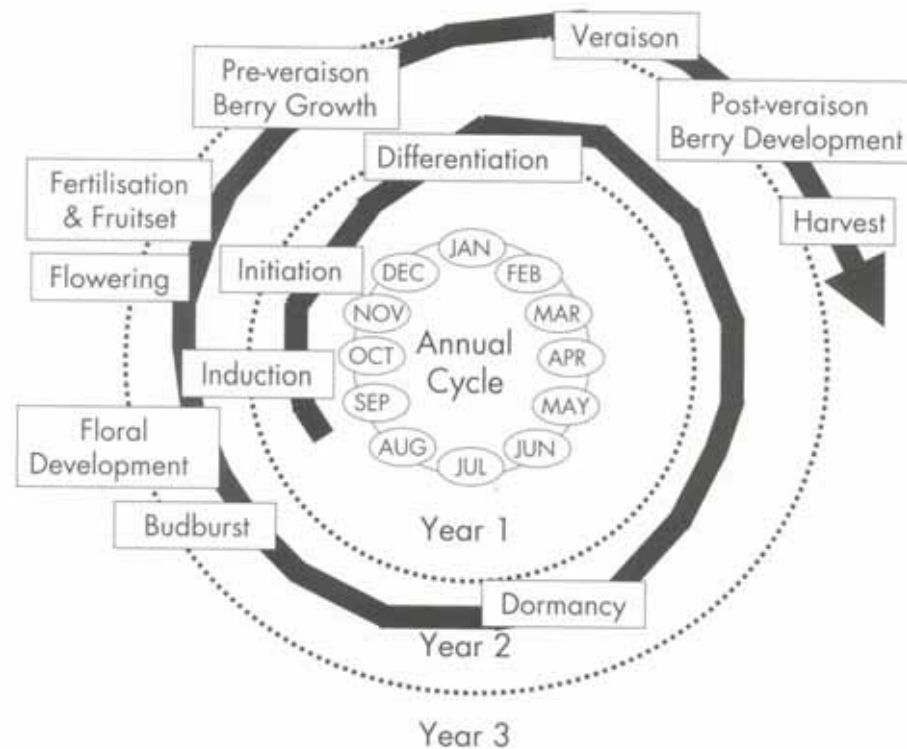 Veraison
Pre-veraison
Berry Growth
Post-veraison
Berry Development
Differentiation
Fertilisation
& Fruitset
Harvest
Flowering
Initiation
JAN
DEC
FEB
NOV
MAR
OCT
Annual
Cycle
APR
Induction
SEP
MAY
AUG
JUN
JUL
Floral
Development
Budburst
Year 1
Dormancy
Year 2
Year 3